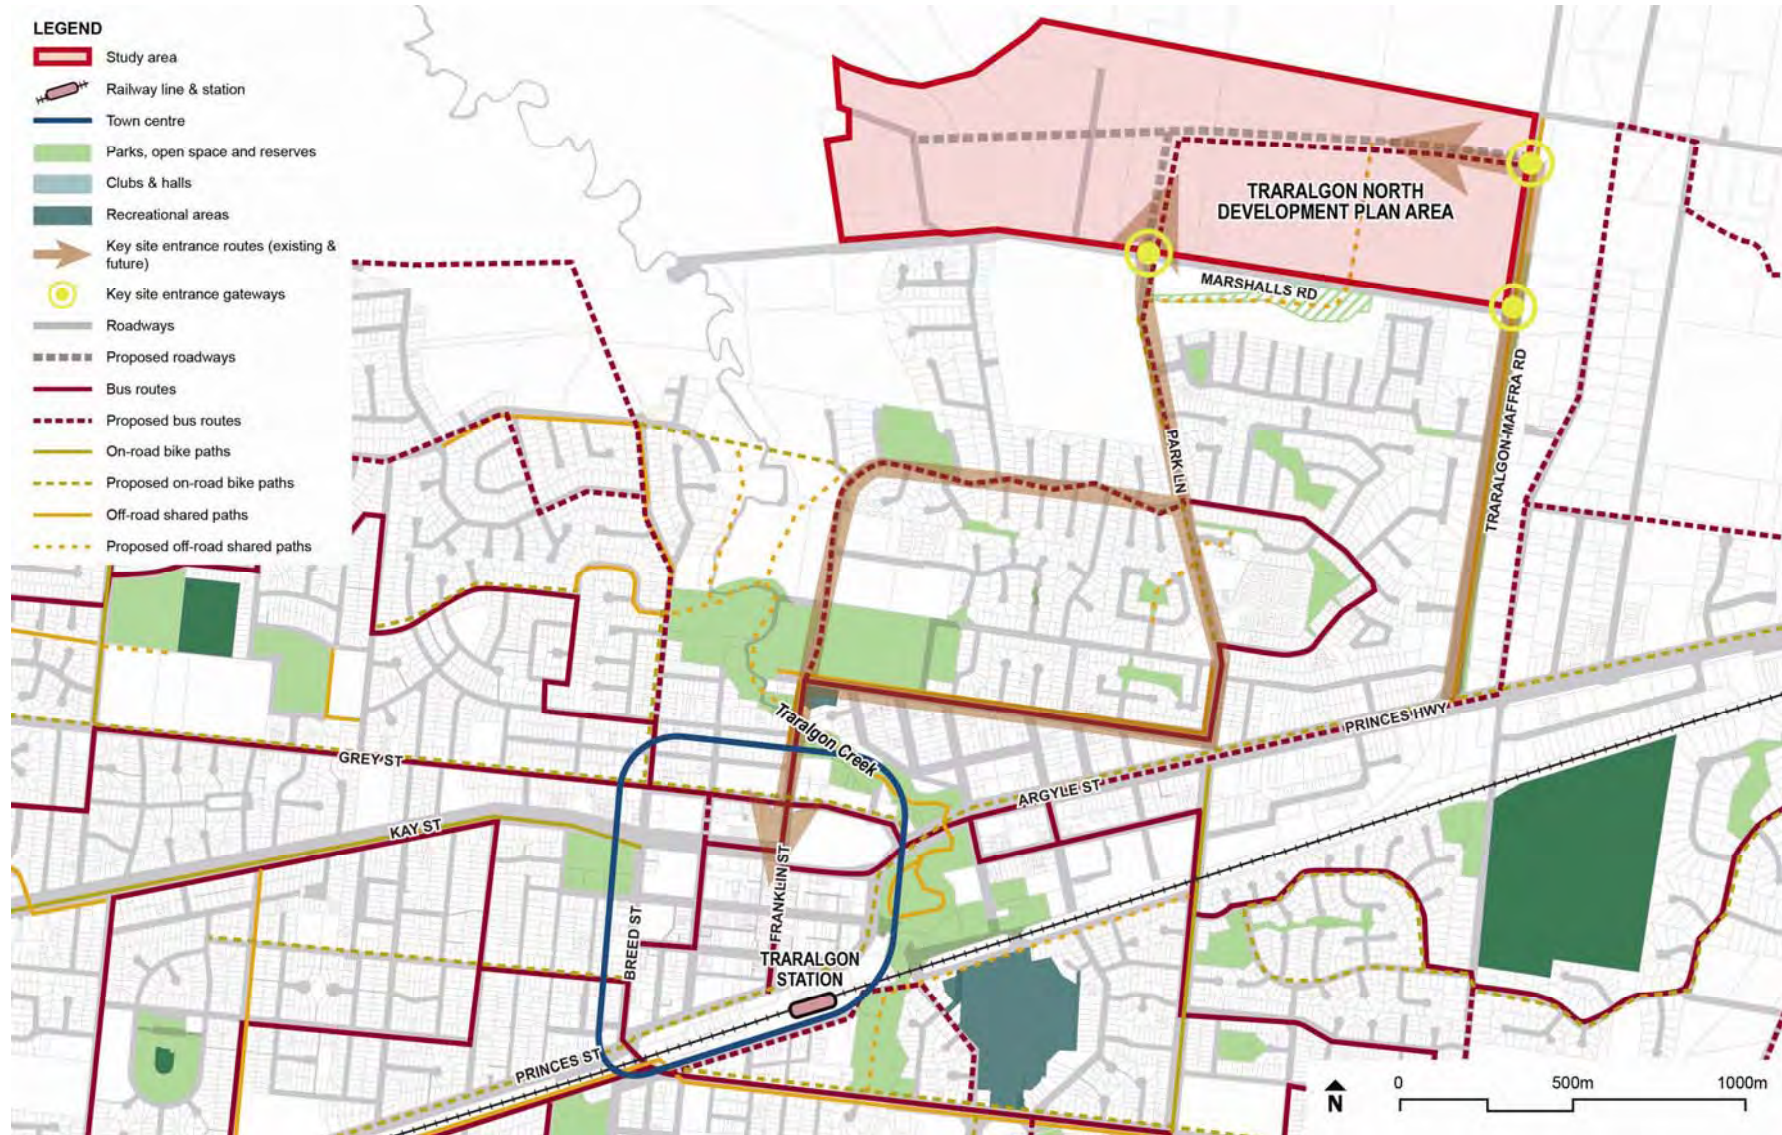 LEGEND
Study area
Railway line & station
Town centre
Parks, open space and reserves
Clubs & halls
Recreational areas
Key site entrance routes (existing &
future)
Key site entrance gateways
Roadways
Proposed roadways
Bus routes
Proposed bus routes
On-road bike paths
Proposed on-road bike paths
Off-road shared paths
Proposed off-road shared paths
TRARALGON NORTH
DEVELOPMENT PLAN AREA
MARSHALLS RD
TRARALGON-MAFFRA RD
PARK LN
PRINCES HWY
Traralgon Creek
GREY ST
ARGYLE ST
KAY ST
FRANKLIN ST
BREED ST
TRARALGON
STATION
PRINCES ST
N
0 500m 1000m